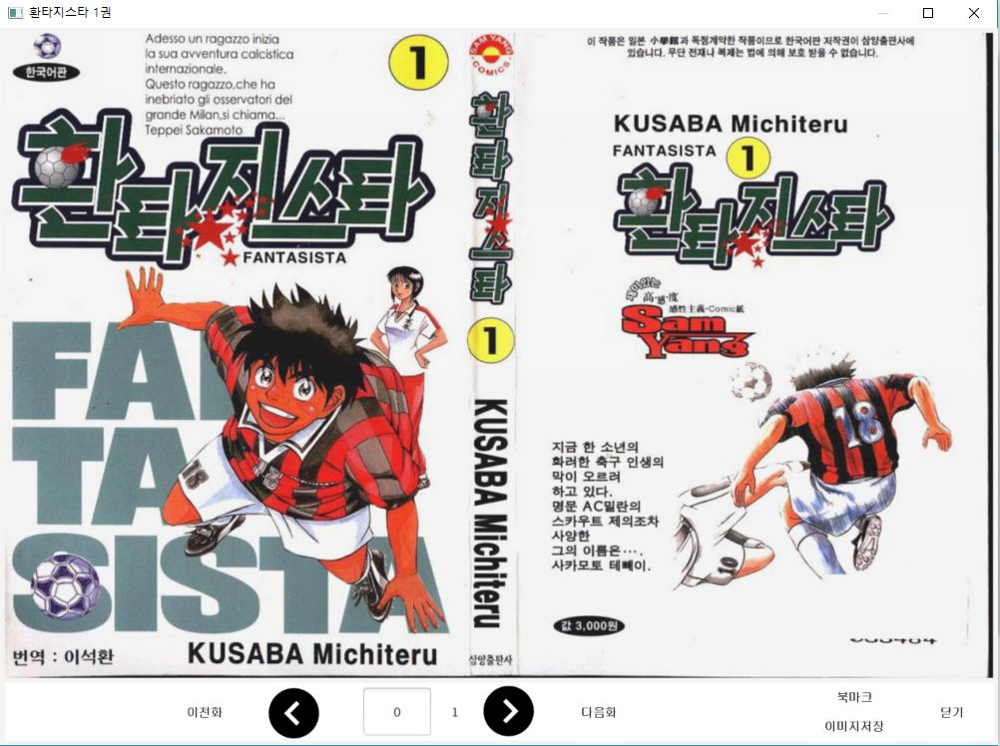 환타지스타 1권
한국어판
Adesso un ragazzo inizia
la sua avventura calcistica
internazionale.
Questo ragazzo,che ha
inebriato gli osservatori del
grande Milan,si chiama...
Teppei Sakamoto
1
환타지스타
FANTASISTA
FAN
TA
SISTA
18
18
번역 : 이석환
KUSABA Michiteru
SAM YANG
COMICS
환타지스타
1
KUSABA Michiteru
삼양출판사
이 작품은 일본 小學館과 독점계약한 작품이므로 한국어판 저작권이 삼양출판사에
있습니다. 무단 전재나 복제는 법에 의해 보호 받을 수 없습니다.
KUSABA Michiteru
FANTASISTA
1
환타지스타
재미있는
高·感·度
感性主義·Comic紙
Sam
Yang
18
10
지금 한 소년의
화려한 축구 인생의
막이 오르려
하고 있다.
명문 AC밀란의
스카우트 제의조차
사양한
그의 이름은….
사카모토 테빼이.
값 3,000원
이전화
0
1
다음화
북마크
이미지저장
닫기